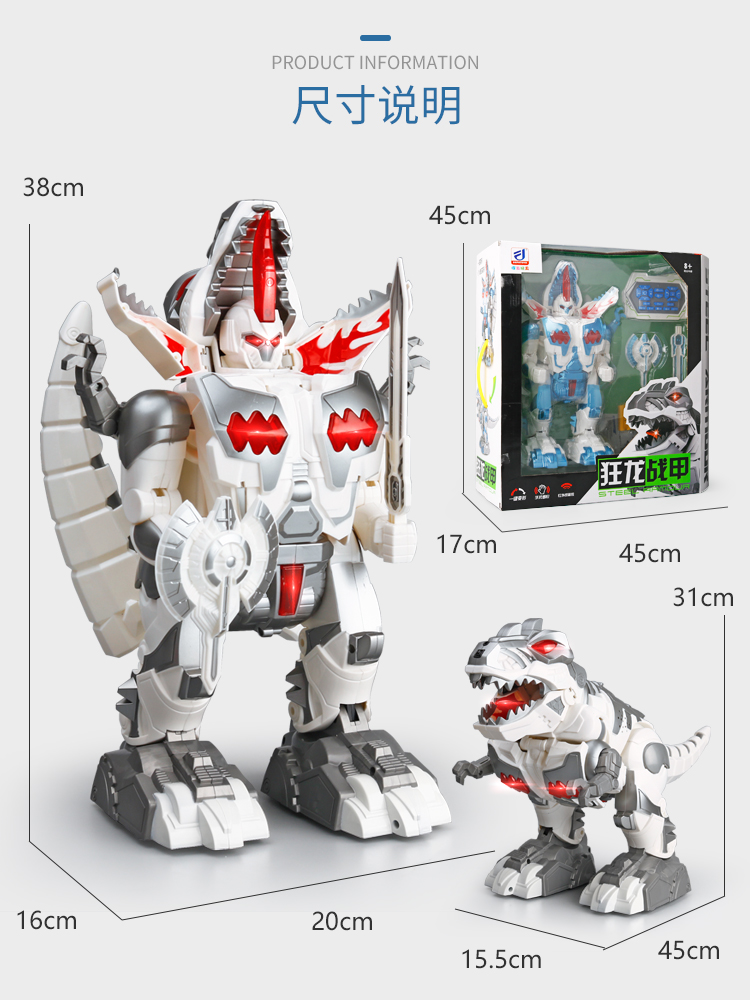 PRODUCT INFORMATION
尺寸说明
38cm
45cm
8+
狂龙战甲
17cm
45cm
31cm
16cm
20cm
15.5cm
45cm